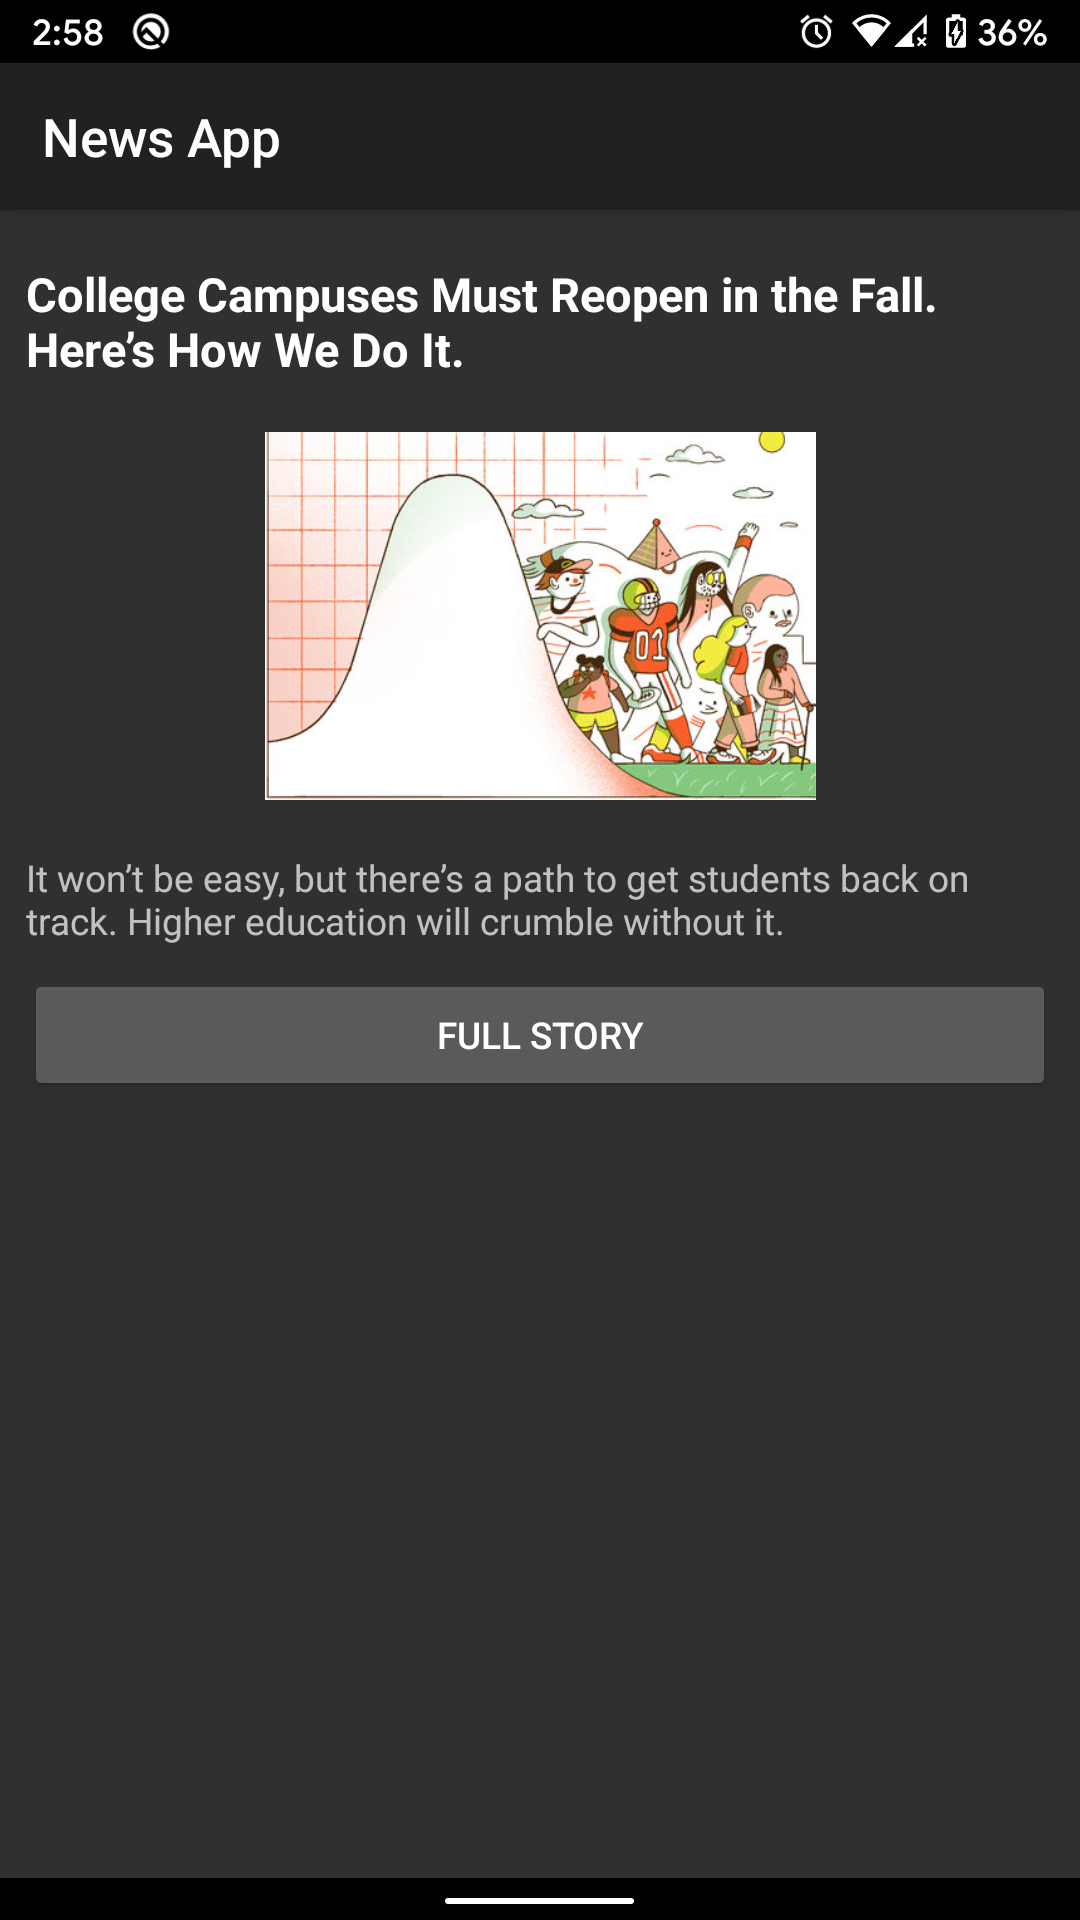 2:58
36%
News App
College Campuses Must Reopen in the Fall.
Here’s How We Do It.
01
It won’t be easy, but there’s a path to get students back on
track. Higher education will crumble without it.
FULL STORY